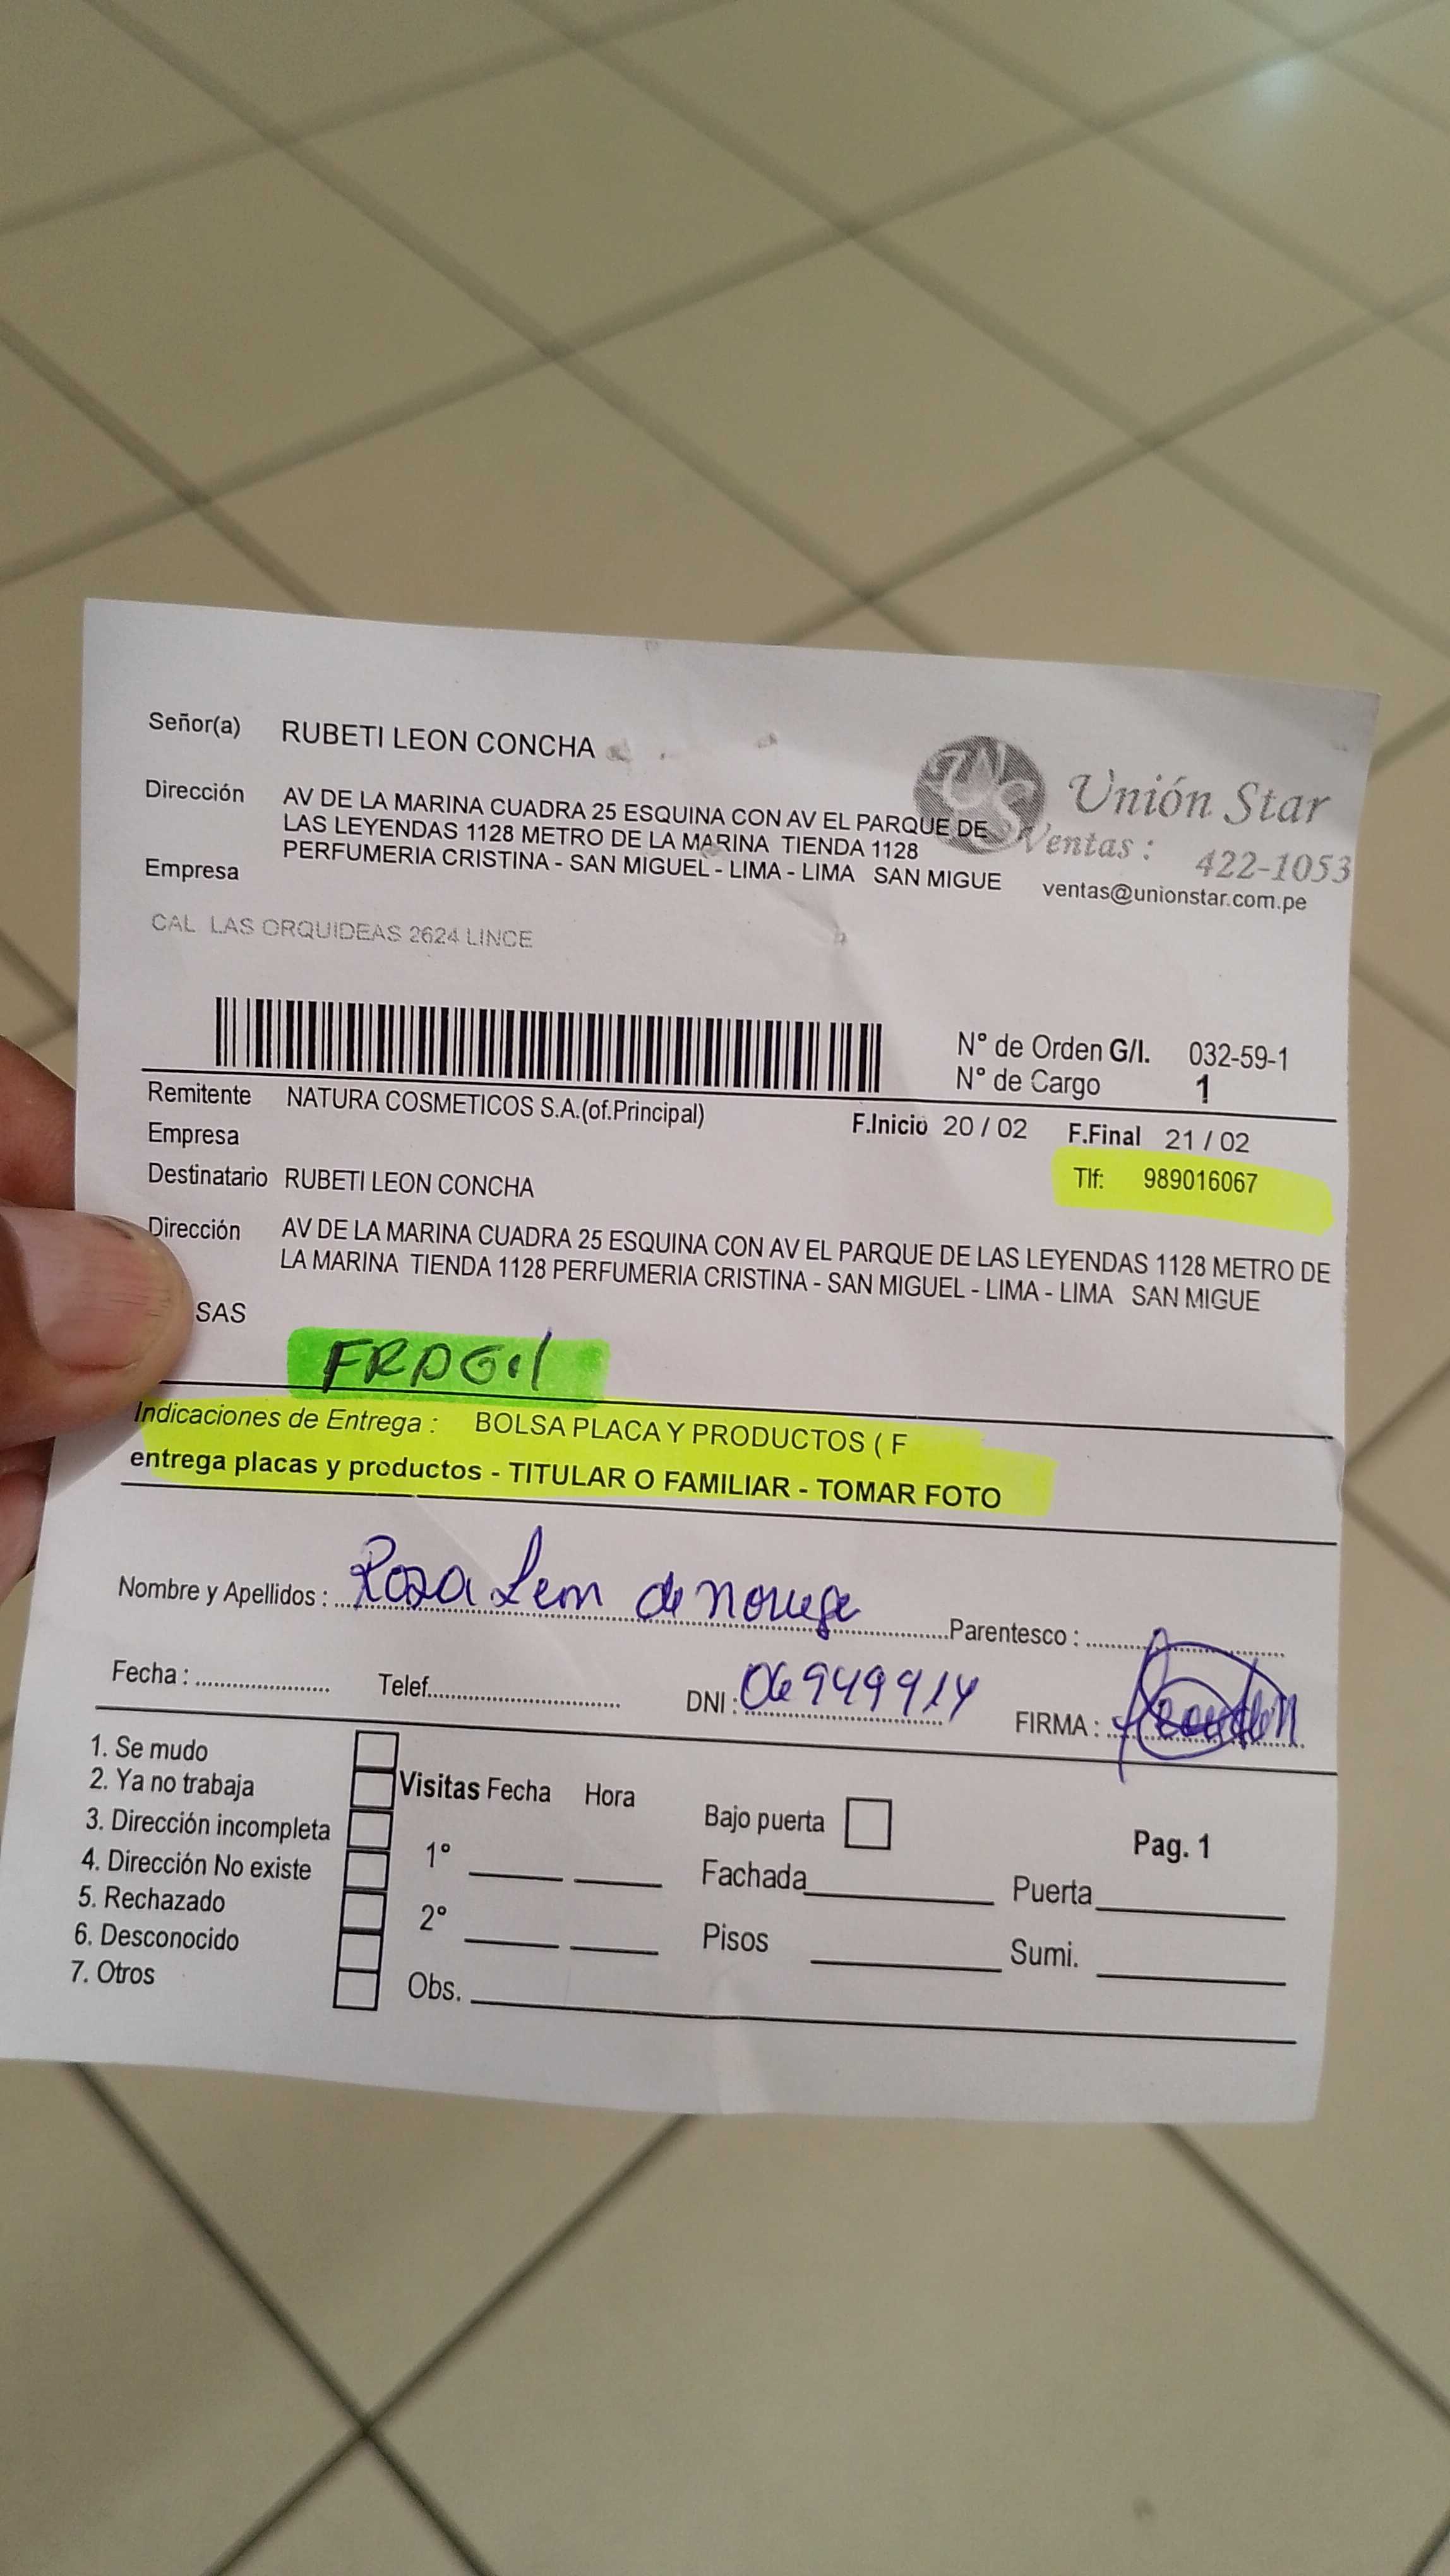 Señor(a) RUBETI LEON CONCHA
Dirección AV DE LA MARINA CUADRA 25 ESQUINA CON AV EL PARQUE DE
LAS LEYENDAS 1128 METRO DE LA MARINA TIENDA 1128
PERFUMERIA CRISTINA - SAN MIGUEL - LIMA - LIMA SAN MIGUE
Empresa
US Unión Star
Ventas : 422-1053
ventas@unionstar.com.pe
CAL LAS ORQUIDEAS 2624 LINCE
N° de Orden G/I. 032-59-1
N° de Cargo 1
Remitente NATURA COSMETICOS S.A.(of.Principal)
F.Inicio 20 / 02 F.Final 21 / 02
Empresa
Tlf: 989016067
Destinatario RUBETI LEON CONCHA
Dirección AV DE LA MARINA CUADRA 25 ESQUINA CON AV EL PARQUE DE LAS LEYENDAS 1128 METRO DE
LA MARINA TIENDA 1128 PERFUMERIA CRISTINA - SAN MIGUEL - LIMA - LIMA SAN MIGUE
SAS
FRAGil
Indicaciones de Entrega : BOLSA PLACA Y PRODUCTOS ( F
entrega placas y productos - TITULAR O FAMILIAR - TOMAR FOTO
Nombre y Apellidos : Rosa Leon de Parentesco :
Fecha : Telef. DNI : 06949914 FIRMA :
1. Se mudo
2. Ya no trabaja
3. Dirección incompleta
4. Dirección No existe
5. Rechazado
6. Desconocido
7. Otros
Visitas Fecha Hora
1°
2°
Obs.
Bajo puerta
Pag. 1
Fachada Puerta
Pisos Sumi.